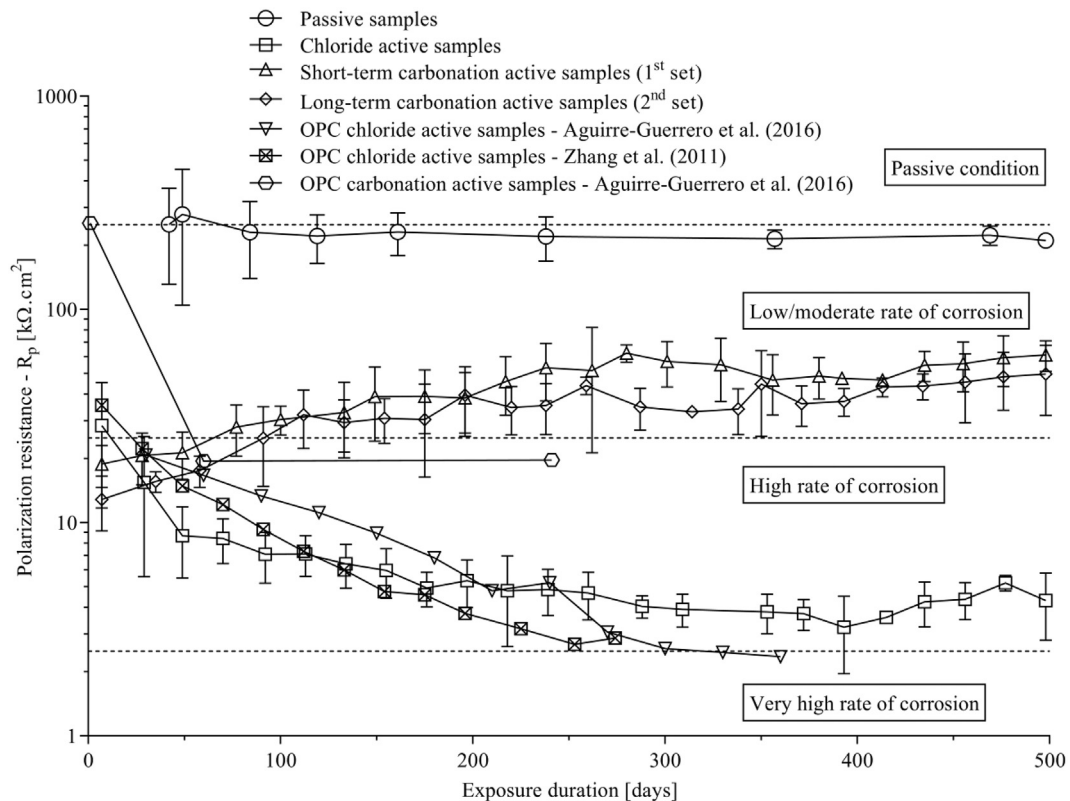 Passive samples
Chloride active samples
Short-term carbonation active samples (1st set)
Long-term carbonation active samples (2nd set)
OPC chloride active samples - Aguirre-Guerrero et al. (2016)
OPC chloride active samples - Zhang et al. (2011)
OPC carbonation active samples - Aguirre-Guerrero et al. (2016)
1000
100
10
1
Polarization resistance - Rp [kΩ.cm2]
Passive condition
Low/moderate rate of corrosion
High rate of corrosion
Very high rate of corrosion
0 100 200 300 400 500
Exposure duration [days]